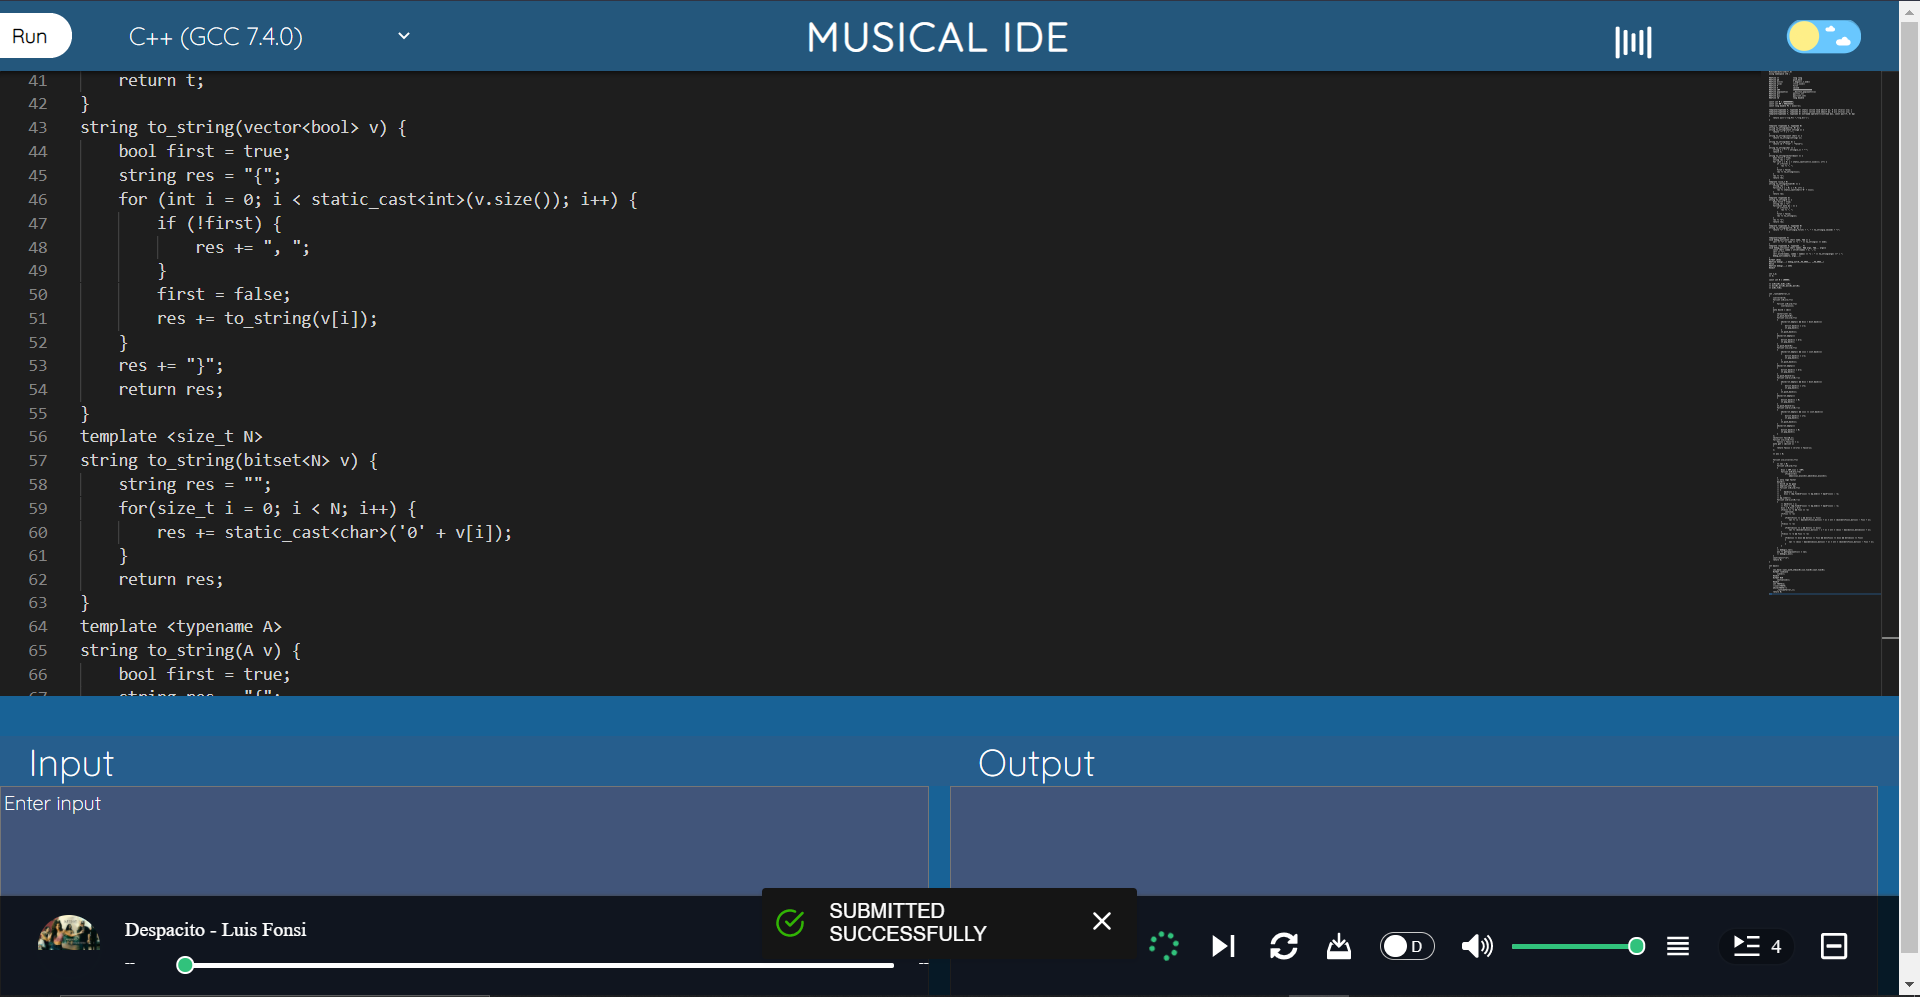 Run
C++ (GCC 7.4.0)
MUSICAL IDE
41 return t;
42 }
43 string to_string(vector<bool> v) {
44 bool first = true;
45 string res = "{";
46 for (int i = 0; i < static_cast<int>(v.size()); i++) {
47 if (!first) {
48 res += ", ";
49 }
50 first = false;
51 res += to_string(v[i]);
52 }
53 res += "}";
54 return res;
55 }
56 template <size_t N>
57 string to_string(bitset<N> v) {
58 string res = "";
59 for(size_t i = 0; i < N; i++) {
60 res += static_cast<char>('0' + v[i]);
61 }
62 return res;
63 }
64 template <typename A>
65 string to_string(A v) {
66 bool first = true;
67 string res = "{";
Input
Output
Enter input
Despacito - Luis Fonsi
--
--
SUBMITTED
SUCCESSFULLY
D
4